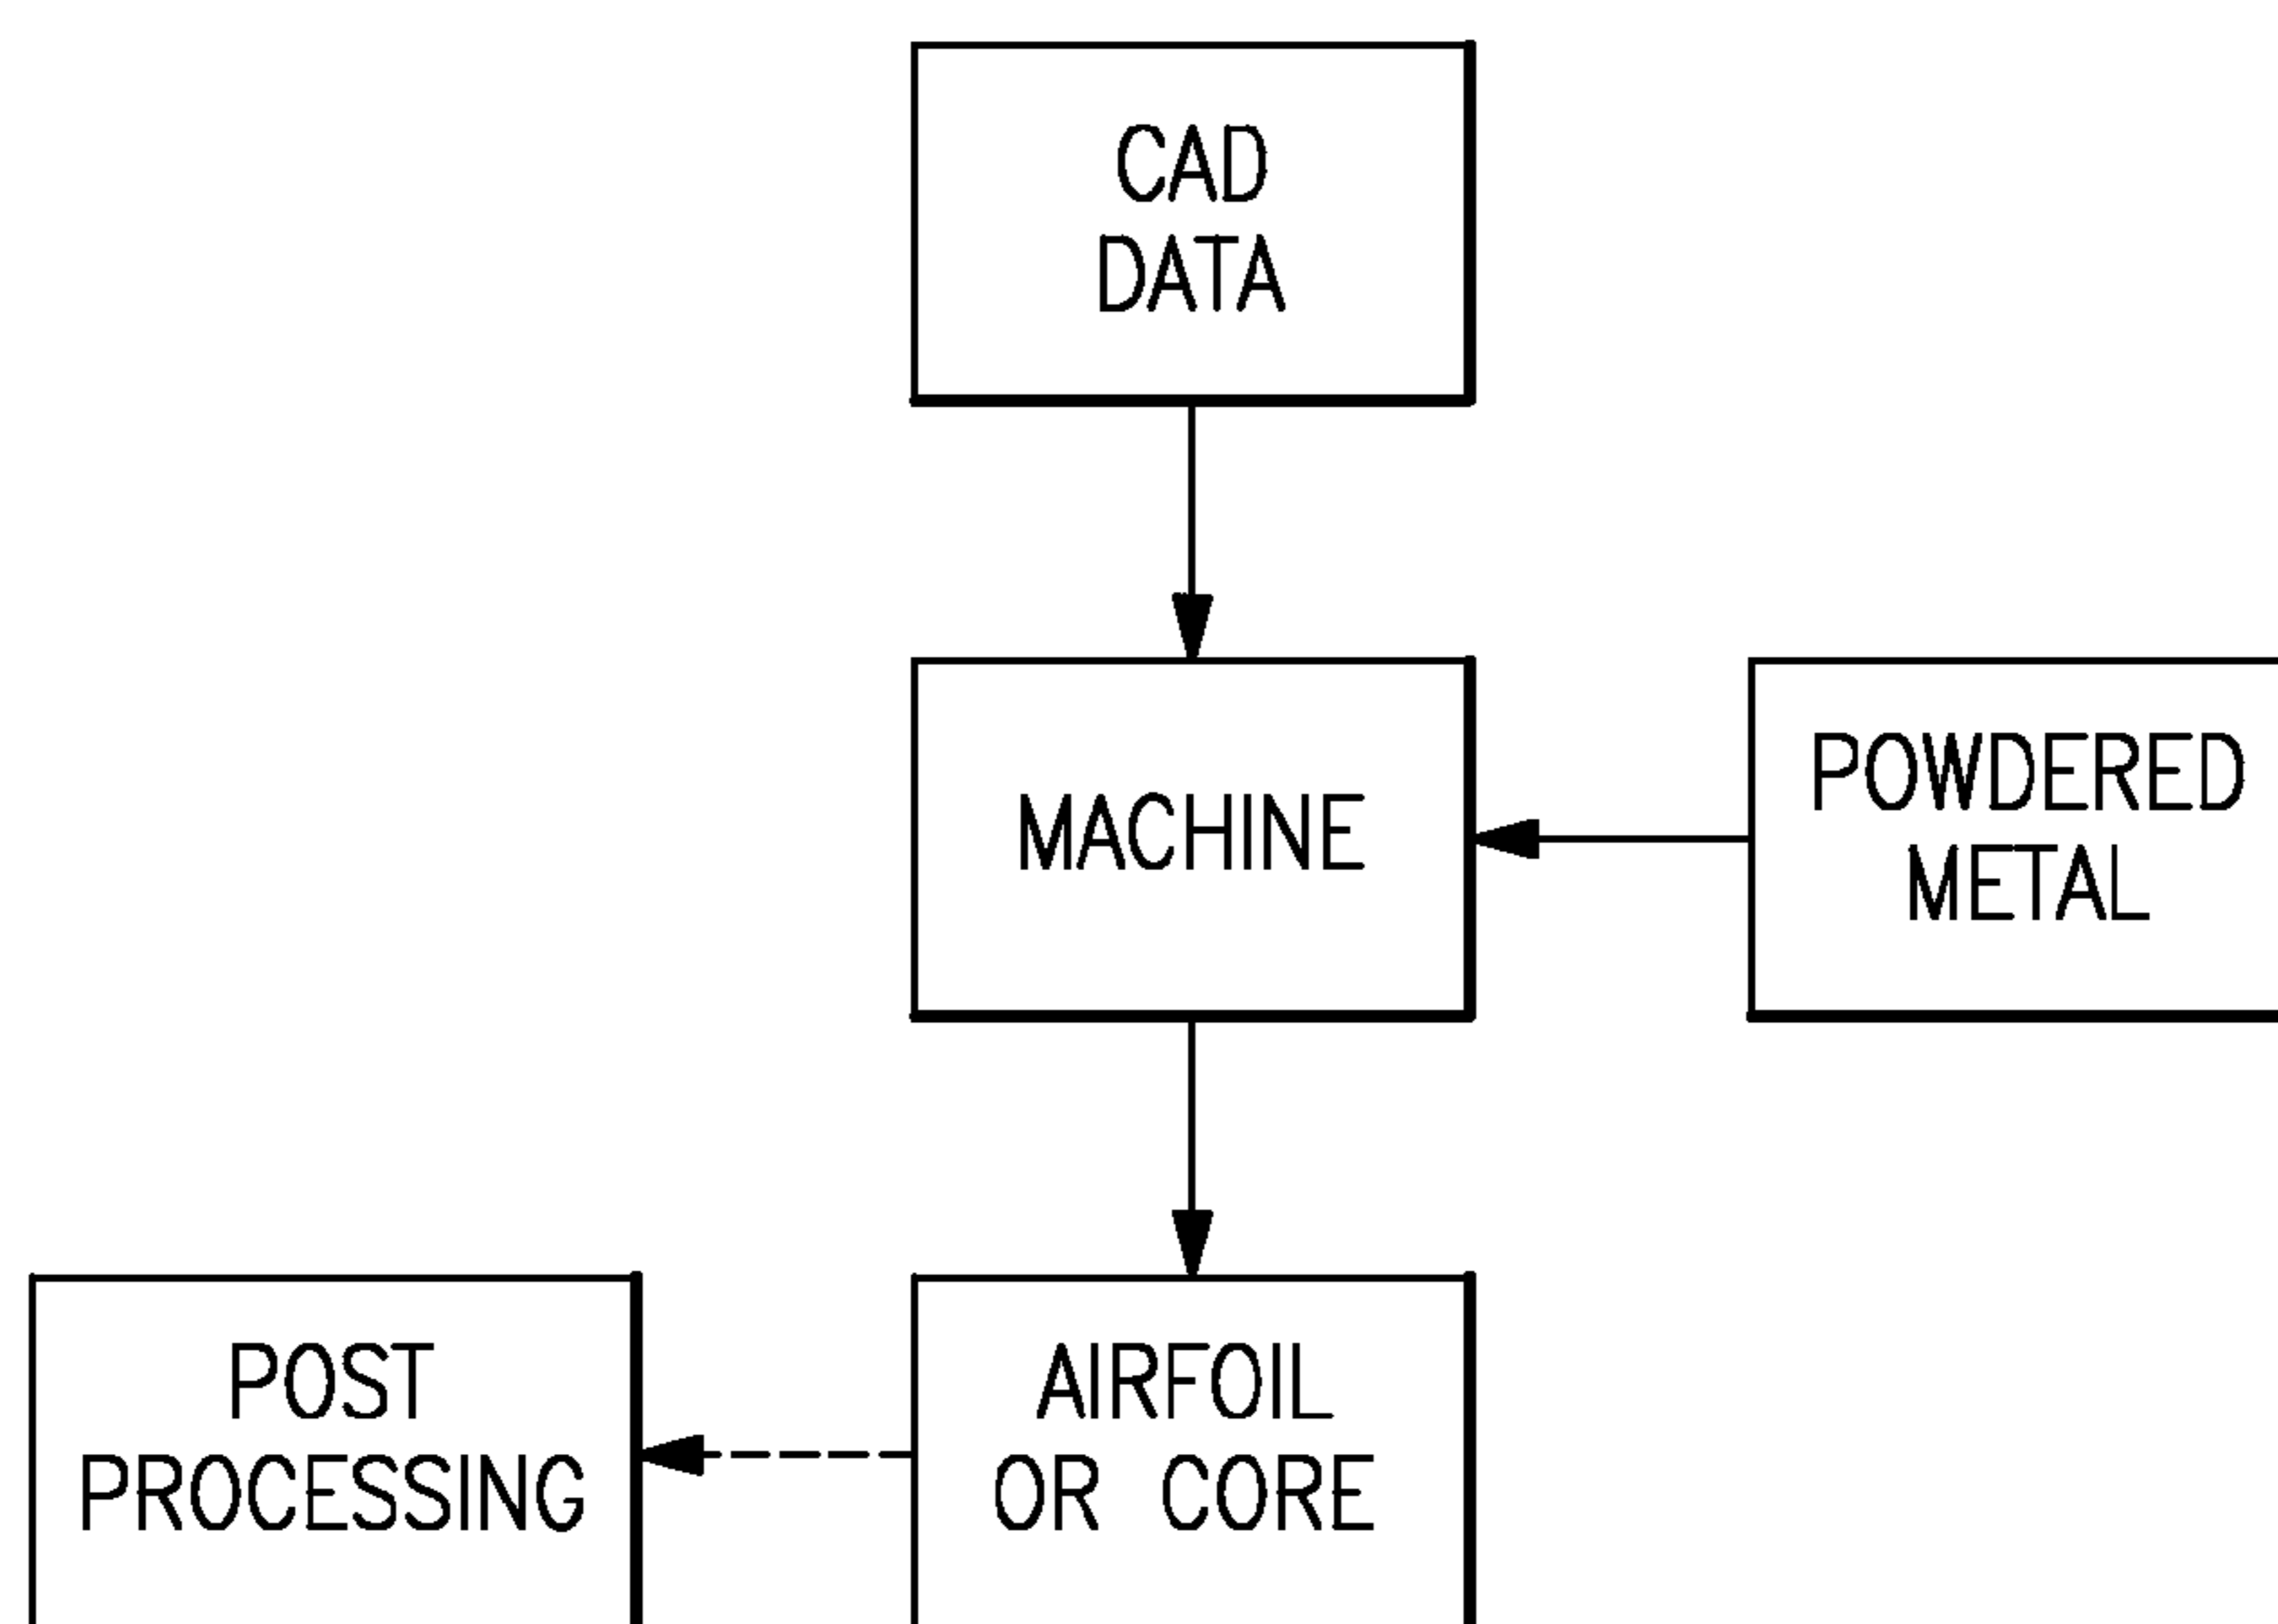 CAD
DATA
MACHINE
POWDERED
METAL
POST
PROCESSING
AIRFOIL
OR CORE